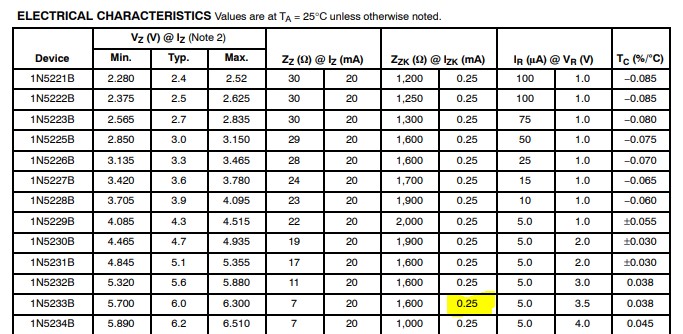 ELECTRICAL CHARACTERISTICS Values are at TA = 25°C unless otherwise noted.
VZ (V) @ IZ (Note 2)
Device Min. Typ. Max. ZZ (Ω) @ IZ (mA) ZZK (Ω) @ IZK (mA) IR (μA) @ VR (V) TC (%/°C)
1N5221B 2.280 2.4 2.52 30 20 1,200 0.25 100 1.0 −0.085
1N5222B 2.375 2.5 2.625 30 20 1,250 0.25 100 1.0 −0.085
1N5223B 2.565 2.7 2.835 30 20 1,300 0.25 75 1.0 −0.080
1N5225B 2.850 3.0 3.150 29 20 1,600 0.25 50 1.0 −0.075
1N5226B 3.135 3.3 3.465 28 20 1,600 0.25 25 1.0 −0.070
1N5227B 3.420 3.6 3.780 24 20 1,700 0.25 15 1.0 −0.065
1N5228B 3.705 3.9 4.095 23 20 1,900 0.25 10 1.0 −0.060
1N5229B 4.085 4.3 4.515 22 20 2,000 0.25 5.0 1.0 ±0.055
1N5230B 4.465 4.7 4.935 19 20 1,900 0.25 5.0 2.0 ±0.030
1N5231B 4.845 5.1 5.355 17 20 1,600 0.25 5.0 2.0 ±0.030
1N5232B 5.320 5.6 5.880 11 20 1,600 0.25 5.0 3.0 0.038
1N5233B 5.700 6.0 6.300 7 20 1,600 0.25 5.0 3.5 0.038
1N5234B 5.890 6.2 6.510 7 20 1,000 0.25 5.0 4.0 0.045